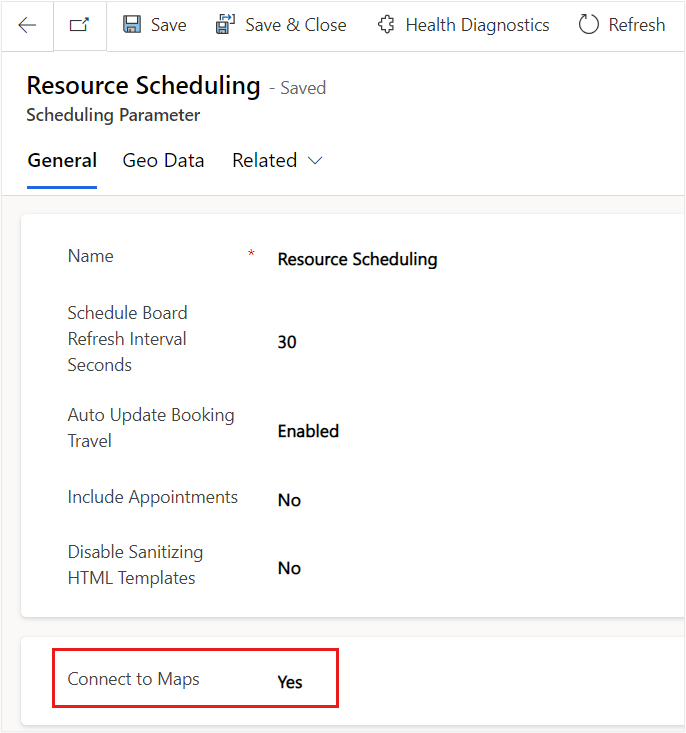 Save Save & Close Health Diagnostics Refresh
Resource Scheduling - Saved
Scheduling Parameter
General Geo Data Related
Name * Resource Scheduling
Schedule Board
Refresh Interval
Seconds
30
Auto Update Booking
Travel
Enabled
Include Appointments No
Disable Sanitizing
HTML Templates
No
Connect to Maps Yes